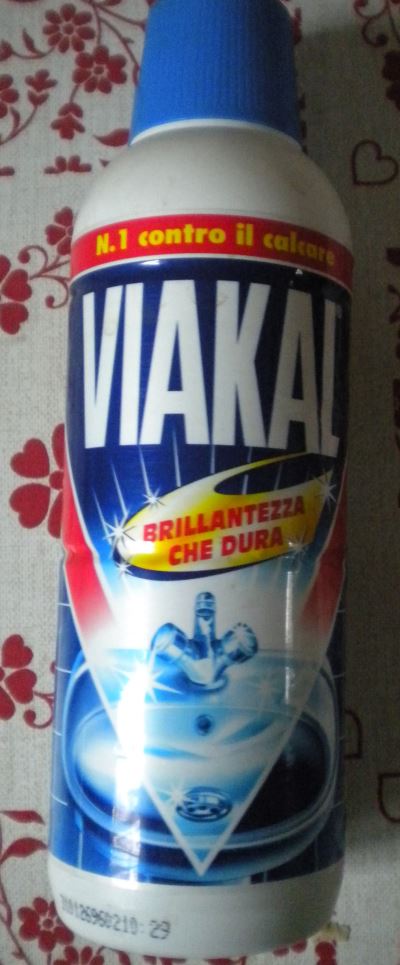 N.1 contro il calcare
VIAKAL
BRILLANTEZZA
CHE DURA